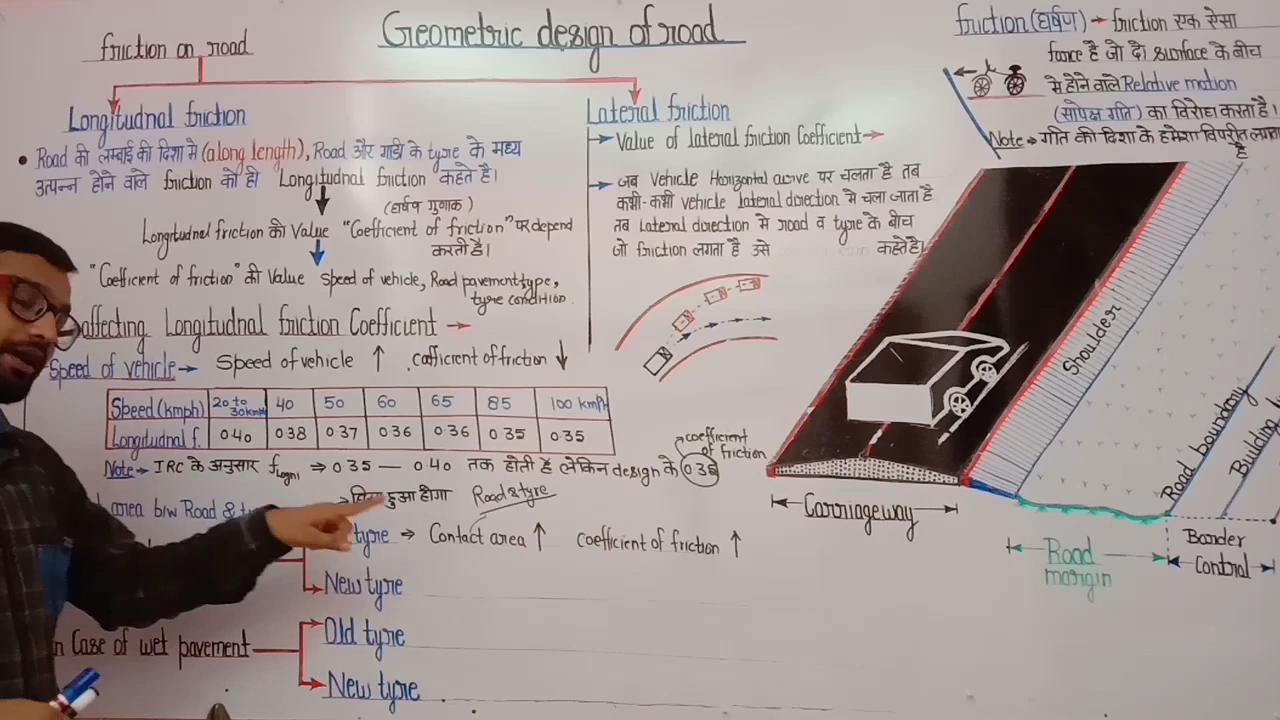 Geometric design of road
friction on road
Longitudnal friction
• Road की लम्बाई की दिशा मे (along length), Road और गाडी के tyre के मध्य
उत्पन्न होने वाले friction को ही Longitudnal friction कहते है।
(घर्षण गुणांक)
Longitudnal friction की Value "Coefficient of friction" पर depend
करती है।
"Coefficient of friction" की Value speed of vehicle, Road pavement type,
tyre condition.
affecting Longitudnal friction Coefficient →
Speed of vehicle → Speed of vehicle ↑ cofficient of friction ↓
Speed (kmph) 20 to 30kmph 40 50 60 65 85 100 kmph
Longitudnal f. 0.40 0.38 0.37 0.36 0.36 0.35 0.35
Note → IRC के अनुसार f Logni ⇒ 0.35 — 0.40 तक होती है लेकिन design के 0.35
coefficient
of friction
हुआ होगा Road & tyre
area b/w Road &
tyre → Contact area ↑ coefficient of friction ↑
New tyre
Case of wet pavement
Old tyre
New tyre
Lateral friction
→ Value of lateral friction Coefficient →
→ जब Vehicle Horizontal curve पर चलता है तब
कभी-कभी vehicle lateral direction मे चला जाता है
तब lateral direction मे road व tyre के बीच
जो friction लगता है उसे कहते है।
friction (घर्षण) → friction एक ऐसा
force है जो दो surface के बीच
मे होने वाले Relative motion
(सापेक्ष गति) का विरोध करता है।
Note → गति की दिशा के हमेशा विपरीत लगता
है
Shoulder
Road boundary
Building
Carriageway
Road
margin
Border
Control